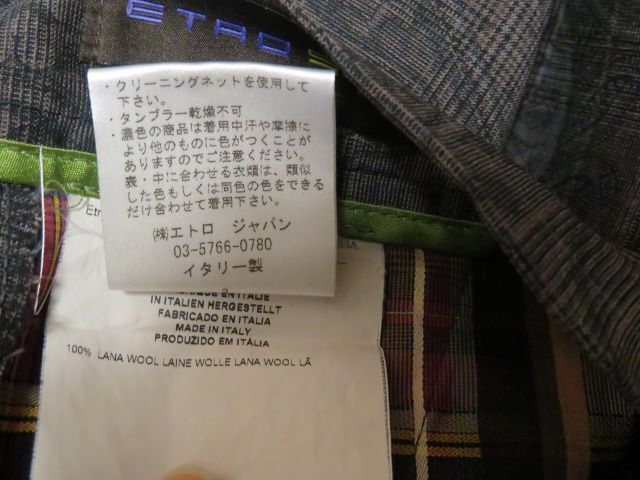 ETRO
・クリーニングネットを使用して
下さい。
・タンブラー乾燥不可
・濃色の商品は着用中汗や摩擦に
より他のものに色がつくことが
ありますのでご注意ください。
表・中に合わせる衣類は、類似
した色もしくは同色の色をできる
だけ合わせて着用下さい。
㈱エトロ ジャパン
03-5766-0780
イタリー製
IN ITALIEN HERGESTELLT
FABRICADO EN ITALIA
MADE IN ITALY
PRODUZIDO EM ITÁLIA
100% LANA WOOL LAINE WOLLE LANA WOOL LÃ